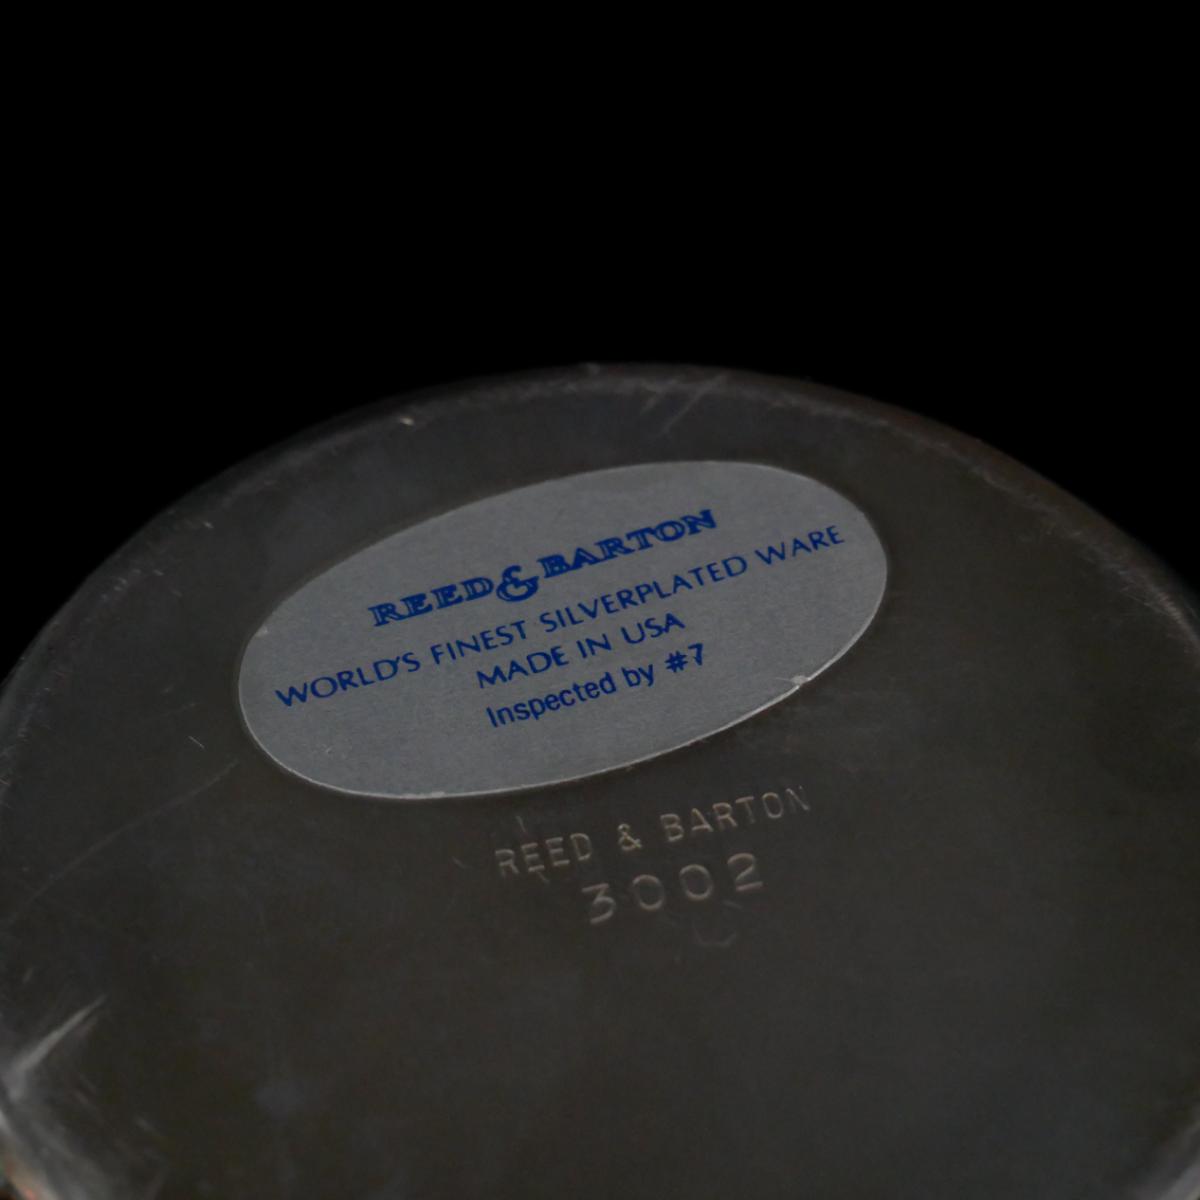 REED & BARTON
WORLD'S FINEST SILVERPLATED WARE
MADE IN USA
Inspected by #7
REED & BARTON
3002